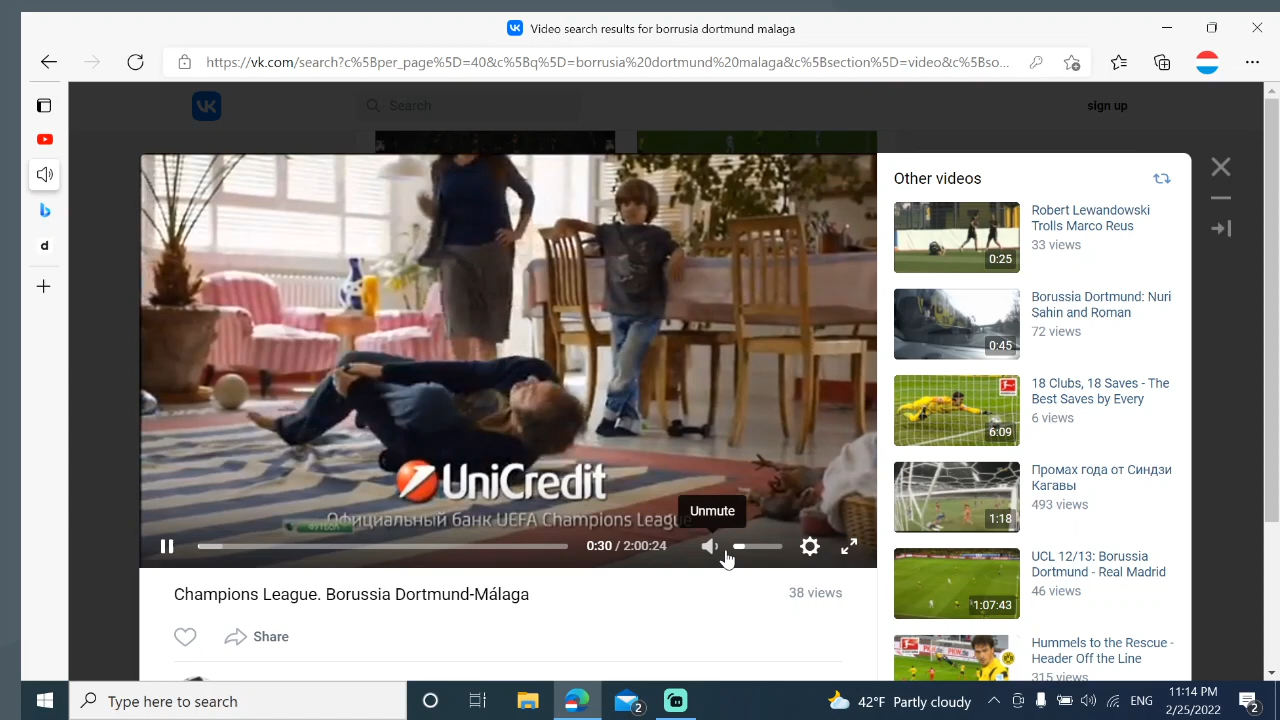 Video search results for borrusia dortmund malaga
https://vk.com/search?c%5Bper_page%5D=40&c%5Bq%5D=borrusia%20dortmund%20malaga&c%5Bsection%5D=video&c%5Bso...
Search
sign up
d
UniCredit
Официальный банк UEFA Champions League
ФУТБОЛ
Unmute
0:30 / 2:00:24
Champions League. Borussia Dortmund-Málaga
38 views
Share
Other videos
Robert Lewandowski
Trolls Marco Reus
33 views
0:25
Borussia Dortmund: Nuri
Sahin and Roman
72 views
0:45
18 Clubs, 18 Saves - The
Best Saves by Every
6 views
6:09
Промах года от Синдзи
Кагавы
493 views
1:18
UCL 12/13: Borussia
Dortmund - Real Madrid
46 views
1:07:43
Hummels to the Rescue -
Header Off the Line
315 views
Type here to search
2
42°F Partly cloudy
ENG
11:14 PM
2/25/2022
2